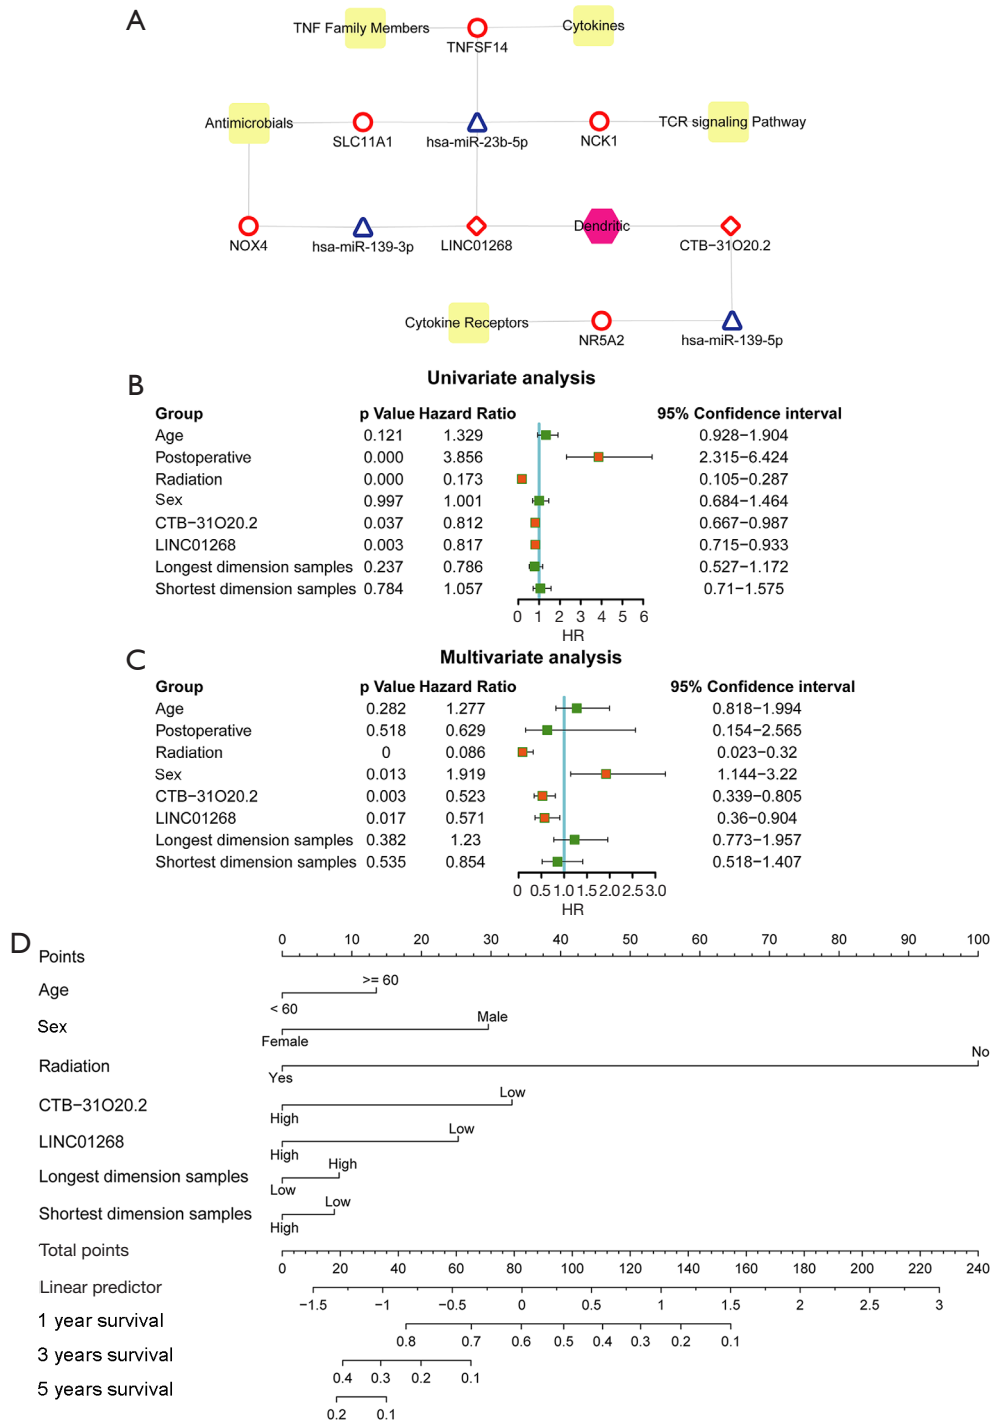 A
TNF Family Members
Cytokines
TNFSF14
Antimicrobials
TCR signaling Pathway
SLC11A1
hsa-miR-23b-5p
NCK1
Dendritic
NOX4
hsa-miR-139-3p
LINC01268
CTB−31O20.2
Cytokine Receptors
NR5A2
hsa-miR-139-5p
B
Univariate analysis
Group p Value Hazard Ratio 95% Confidence interval
Age 0.121 1.329 0.928−1.904
Postoperative 0.000 3.856 2.315−6.424
Radiation 0.000 0.173 0.105−0.287
Sex 0.997 1.001 0.684−1.464
CTB−31O20.2 0.037 0.812 0.667−0.987
LINC01268 0.003 0.817 0.715−0.933
Longest dimension samples 0.237 0.786 0.527−1.172
Shortest dimension samples 0.784 1.057 0.71−1.575
0 1 2 3 4 5 6
HR
C
Multivariate analysis
Group p Value Hazard Ratio 95% Confidence interval
Age 0.282 1.277 0.818−1.994
Postoperative 0.518 0.629 0.154−2.565
Radiation 0 0.086 0.023−0.32
Sex 0.013 1.919 1.144−3.22
CTB−31O20.2 0.003 0.523 0.339−0.805
LINC01268 0.017 0.571 0.36−0.904
Longest dimension samples 0.382 1.23 0.773−1.957
Shortest dimension samples 0.535 0.854 0.518−1.407
0 0.5 1.0 1.5 2.0 2.5 3.0
HR
D
0 10 20 30 40 50 60 70 80 90 100
Points
>= 60
Age
< 60
Male
Sex
Female
No
Radiation
Yes
Low
CTB−31O20.2
High
Low
LINC01268
High
High
Longest dimension samples
Low
Low
Shortest dimension samples
High
Total points
0 20 40 60 80 100 120 140 160 180 200 220 240
Linear predictor
−1.5 −1 −0.5 0 0.5 1 1.5 2 2.5 3
1 year survival
0.8 0.7 0.6 0.5 0.4 0.3 0.2 0.1
3 years survival
0.4 0.3 0.2 0.1
5 years survival
0.2 0.1